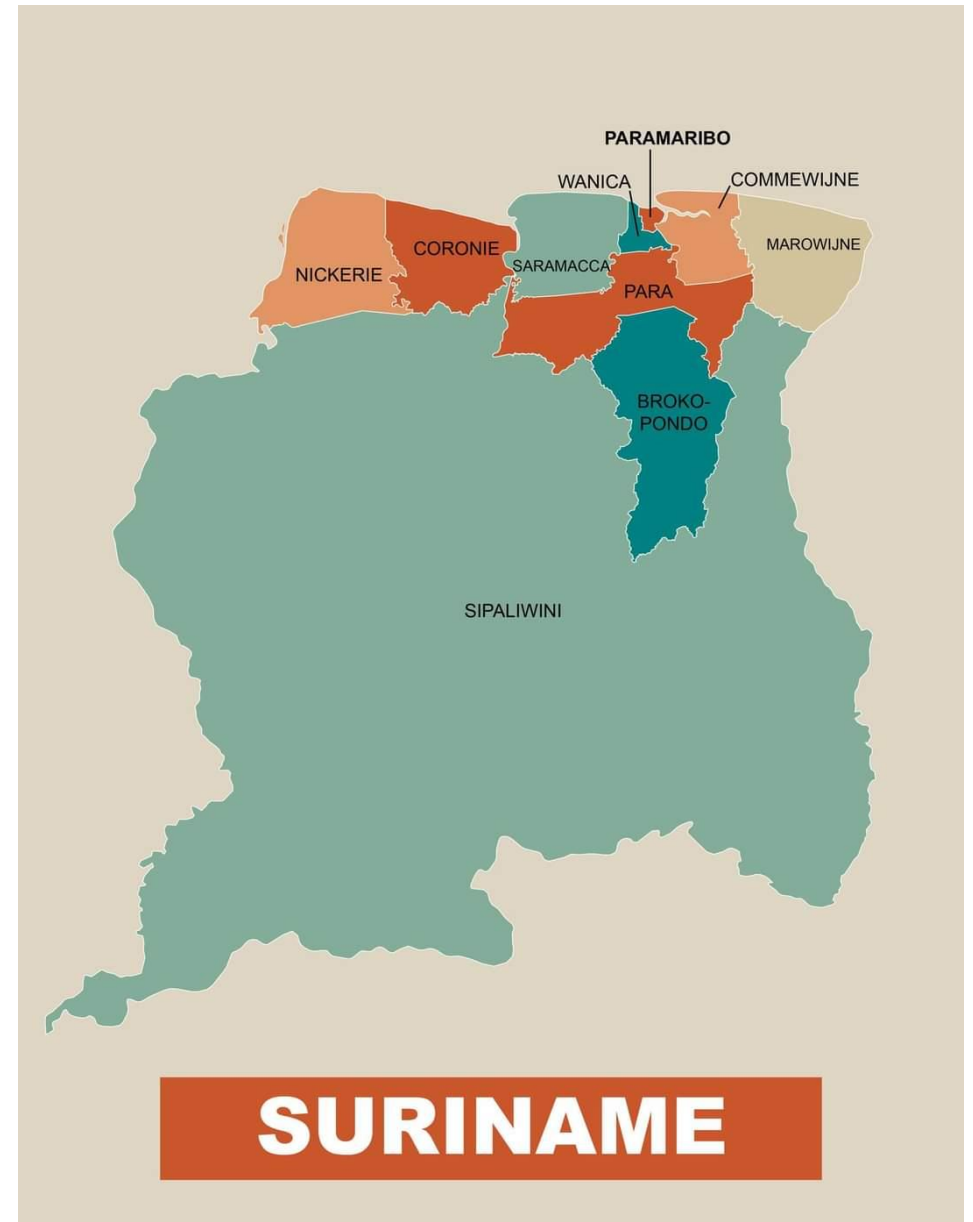 PARAMARIBO
WANICA
COMMEWIJNE
NICKERIE
CORONIE
SARAMACCA
PARA
MAROWIJNE
BROKO-
PONDO
SIPALIWINI
SURINAME